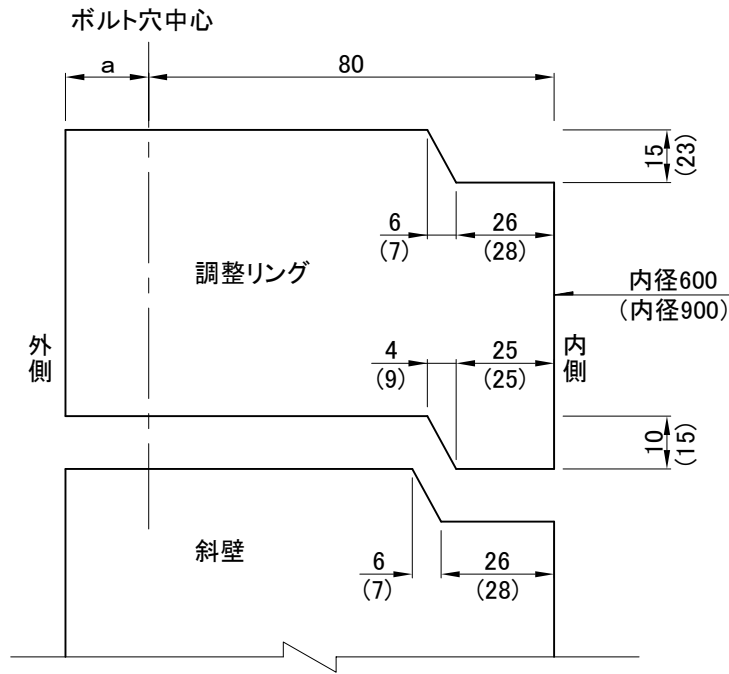 ボルト穴中心
a
80
15
(23)
6
(7)
26
(28)
調整リング
内径600
(内径900)
外側
内側
4
(9)
25
(25)
10
(15)
斜壁
6
(7)
26
(28)